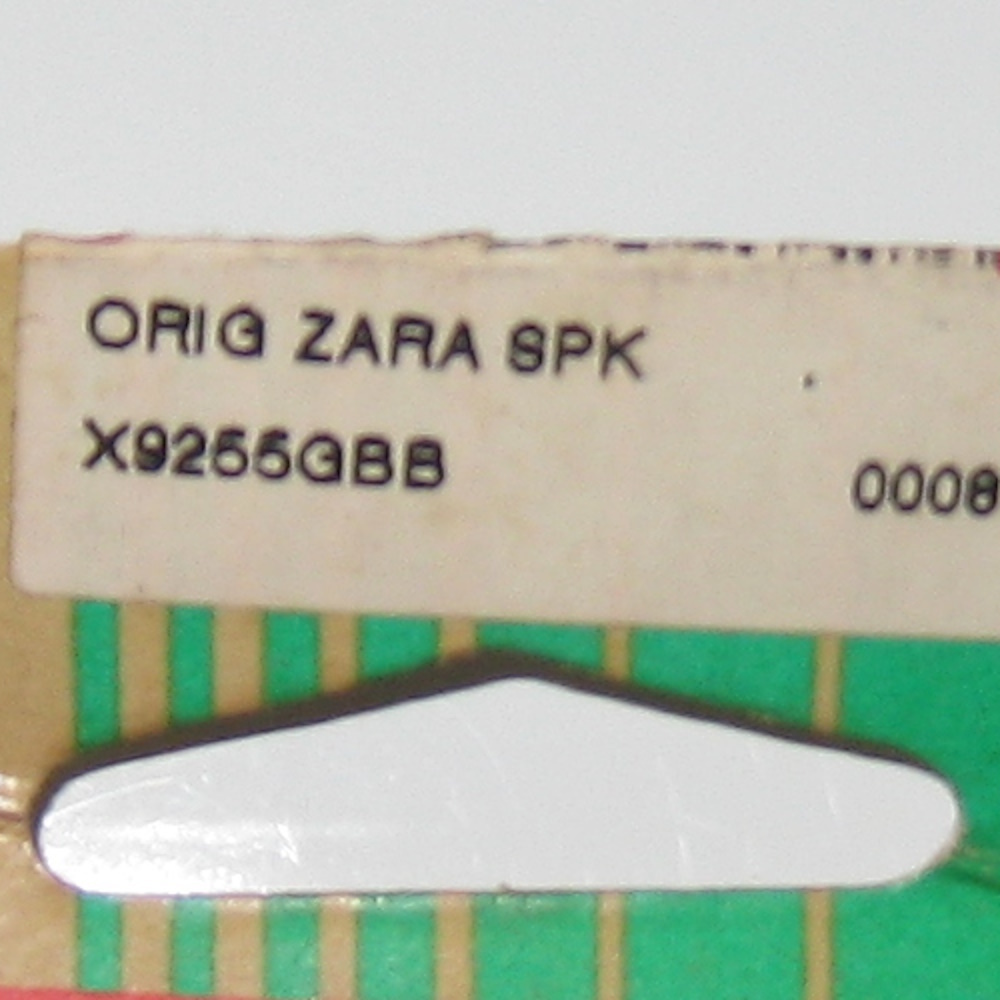 ORIG ZARA SPK
X9255GBB
0008